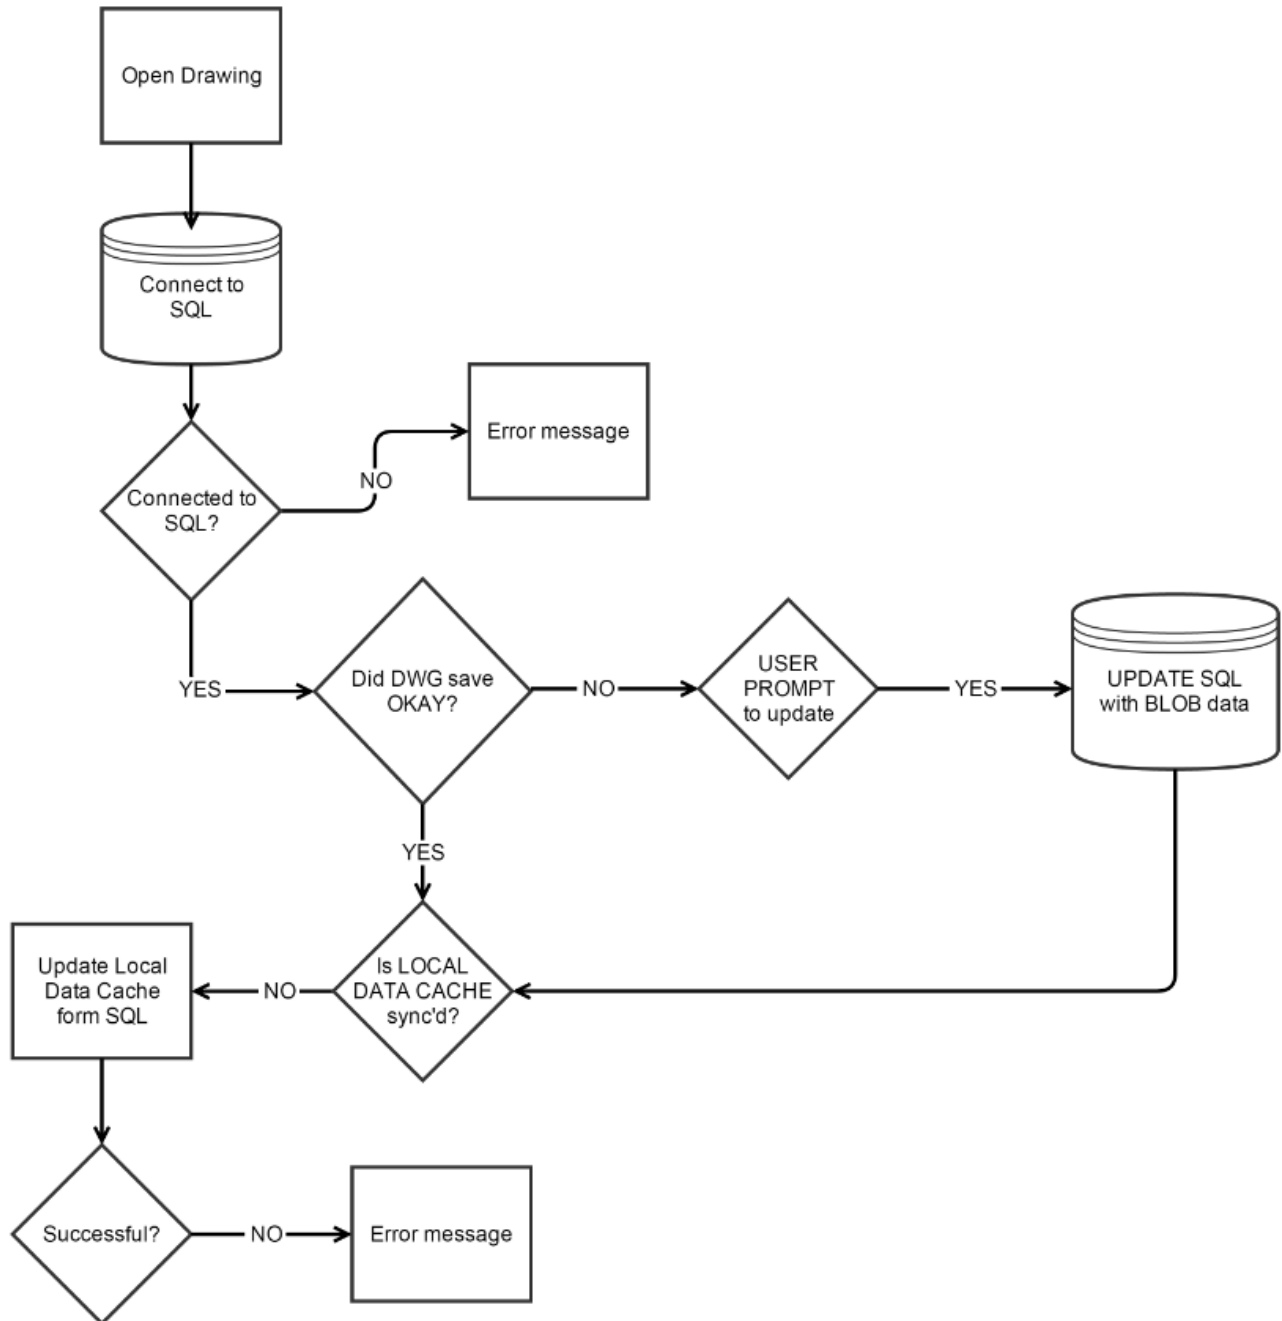 Open Drawing
Connect to
SQL
Error message
NO
Connected to
SQL?
YES
Did DWG save
OKAY?
NO
USER
PROMPT
to update
YES
UPDATE SQL
with BLOB data
YES
Is LOCAL
DATA CACHE
sync'd?
NO
Update Local
Data Cache
form SQL
Successful?
NO
Error message